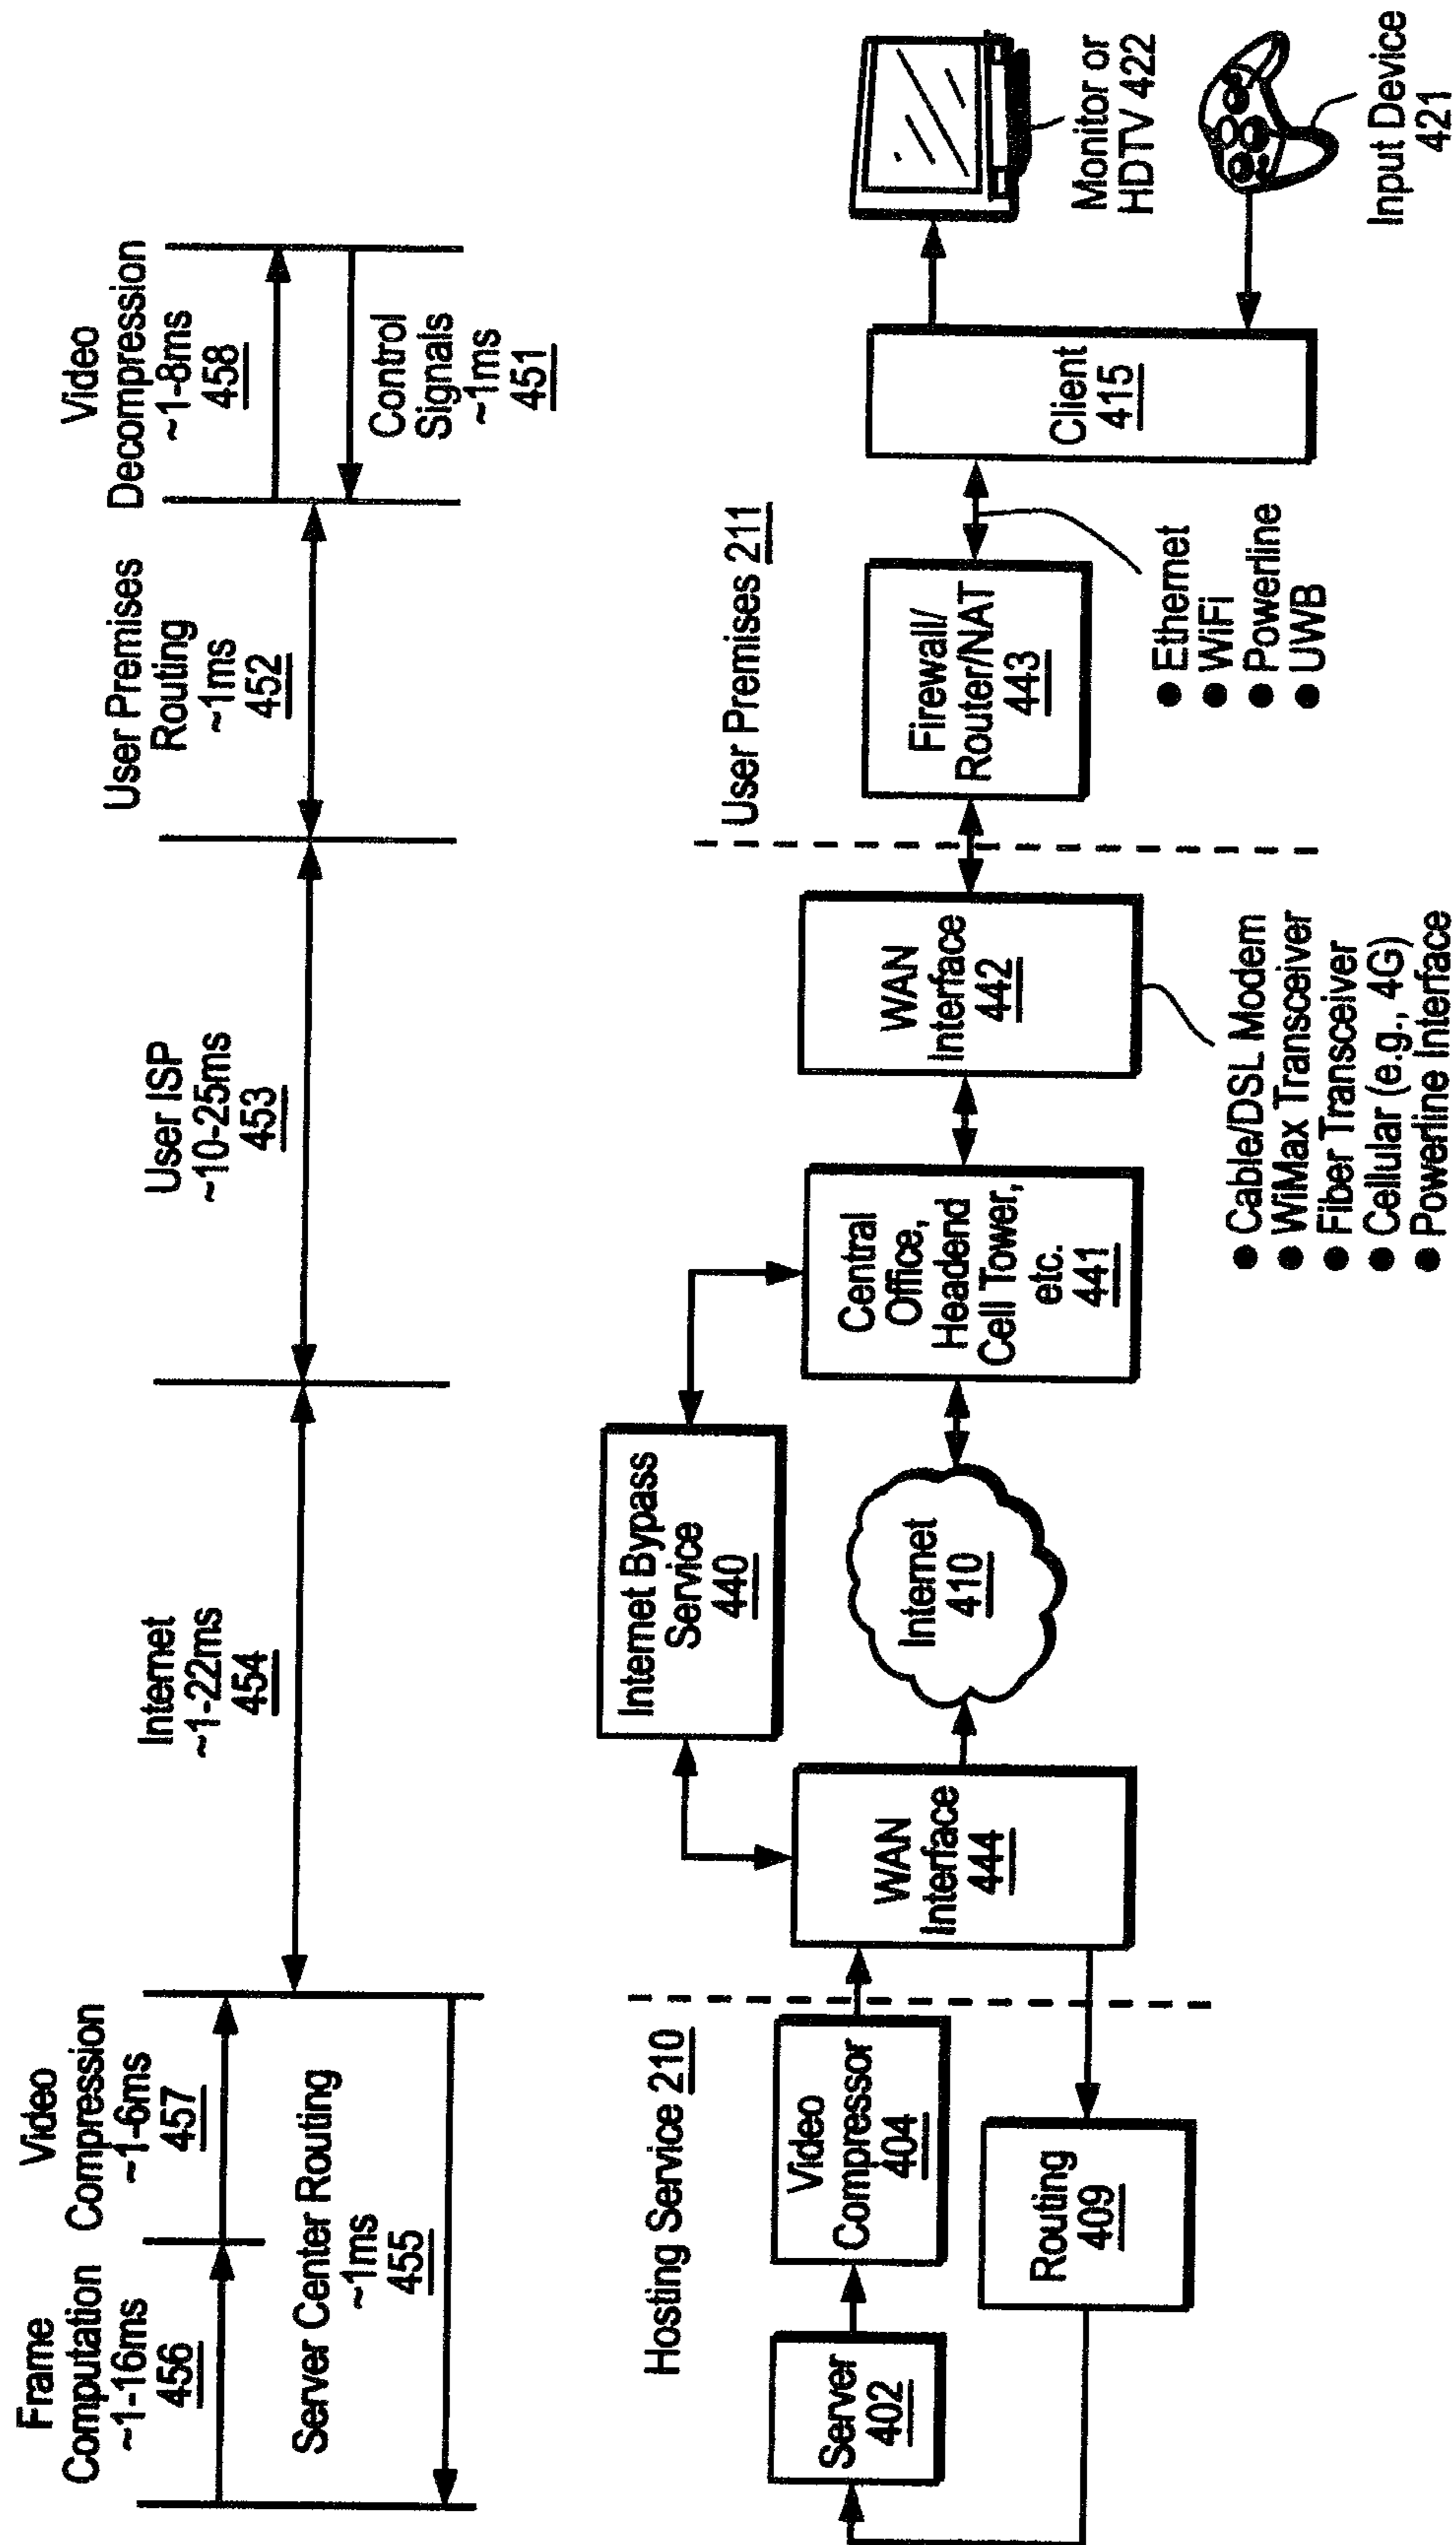 Frame
Computation
~1-16ms
456
Video
Compression
~1-6ms
457
Server Center Routing
~1ms
455
Internet
~1-22ms
454
User ISP
~10-25ms
453
User Premises
Routing
~1ms
452
Video
Decompression
~1-8ms
458
Control
Signals
~1ms
451
Hosting Service 210
Server
402
Video
Compressor
404
Routing
409
WAN
Interface
444
Internet Bypass
Service
440
Internet
410
Central
Office,
Headend
Cell Tower,
etc.
441
WAN
Interface
442
● Cable/DSL Modem
● WiMax Transceiver
● Fiber Transceiver
● Cellular (e.g., 4G)
● Powerline Interface
User Premises 211
Firewall/
Router/NAT
443
● Ethernet
● WiFi
● Powerline
● UWB
Client
415
Monitor or
HDTV 422
Input Device
421